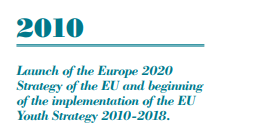 2010
Launch of the Europe 2020
Strategy of the EU and beginning
of the implementation of the EU
Youth Strategy 2010–2018.